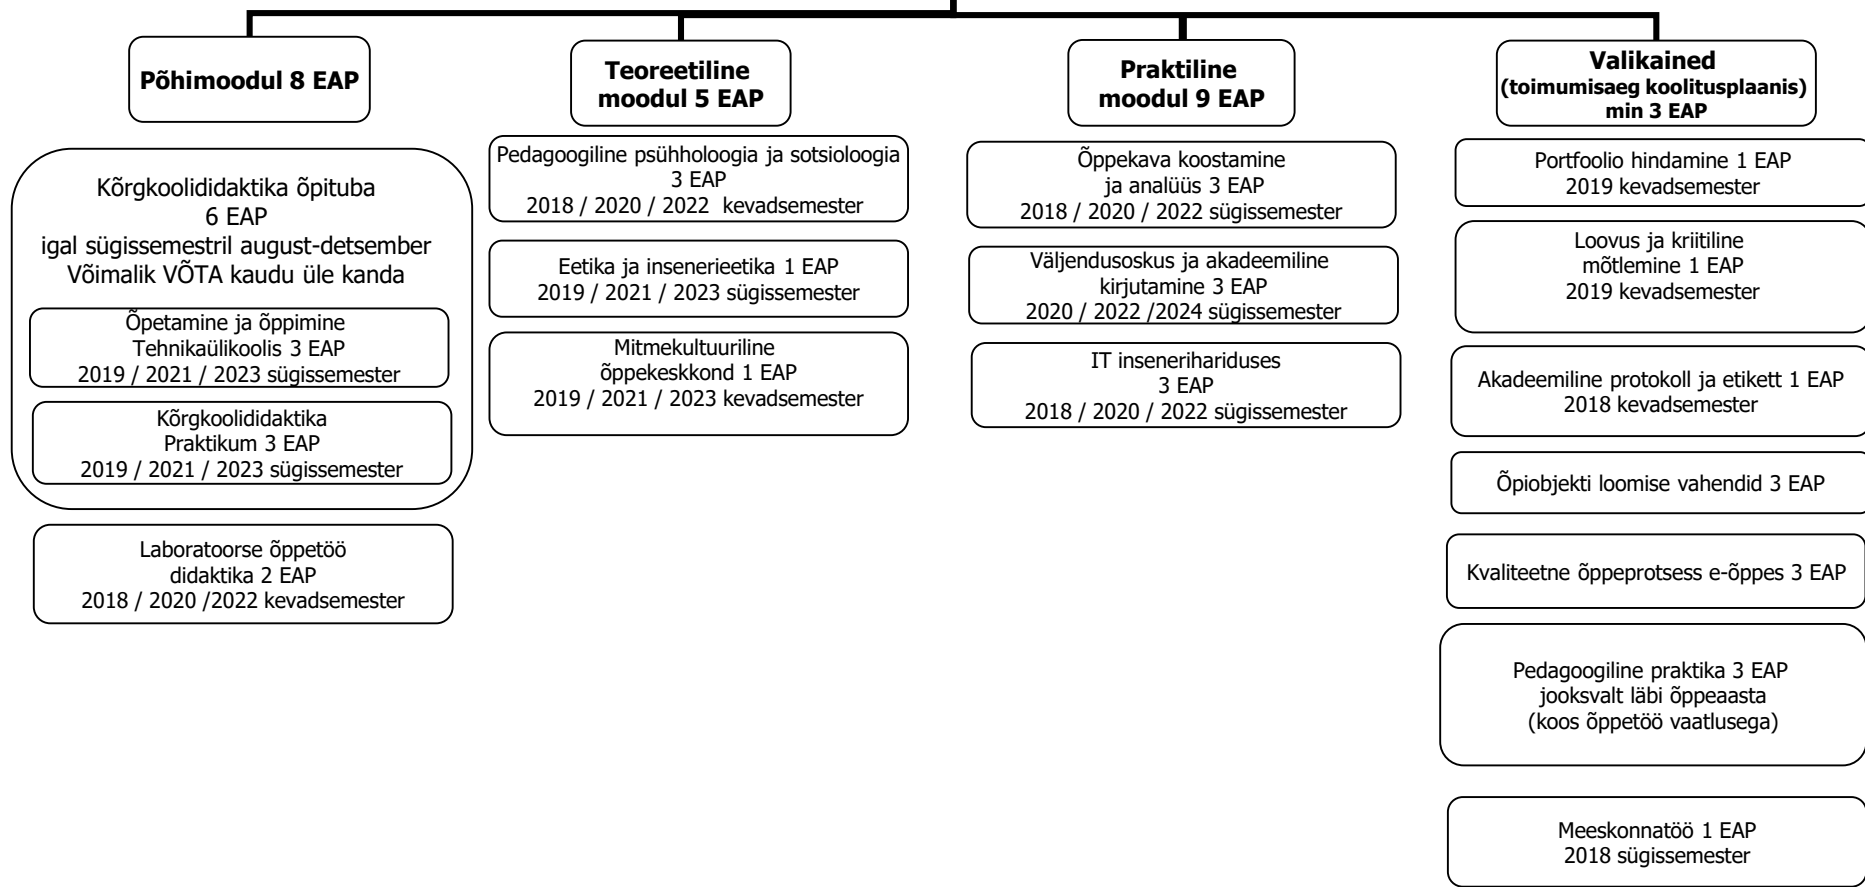 Põhimoodul 8 EAP
Kõrgkoolididaktika õpituba
6 EAP
igal sügissemestril august-detsember
Võimalik VÕTA kaudu üle kanda
Õpetamine ja õppimine
Tehnikaülikoolis 3 EAP
2019 / 2021 / 2023 sügissemester
Kõrgkoolididaktika
Praktikum 3 EAP
2019 / 2021 / 2023 sügissemester
Laboratoorse õppetöö
didaktika 2 EAP
2018 / 2020 /2022 kevadsemester
Teoreetiline
moodul 5 EAP
Pedagoogiline psühholoogia ja sotsioloogia
3 EAP
2018 / 2020 / 2022  kevadsemester
Eetika ja insenerieetika 1 EAP
2019 / 2021 / 2023 sügissemester
Mitmekultuuriline
õppekeskkond 1 EAP
2019 / 2021 / 2023 kevadsemester
Praktiline
moodul 9 EAP
Õppekava koostamine
ja analüüs 3 EAP
2018 / 2020 / 2022 sügissemester
Väljendusoskus ja akadeemiline
kirjutamine 3 EAP
2020 / 2022 /2024 sügissemester
IT inseneriharidusesis
3 EAP
2018 / 2020 / 2022 sügissemester
Valikained
(toimumisaeg koolitusplaanis)
min 3 EAP
Portfoolio hindamine 1 EAP
2019 kevadsemester
Loovus ja kriitiline
mõtlemine 1 EAP
2019 kevadsemester
Akadeemiline protokoll ja etikett 1 EAP
2018 kevadsemester
Õpiobjekti loomise vahendid 3 EAP
Kvaliteetne õppeprotsess e-õppes 3 EAP
Pedagoogiline praktika 3 EAP
jooksvalt läbi õppeaasta
(koos õppetöö vaatlusega)
Meeskonnatöö 1 EAP
2018 sügissemester